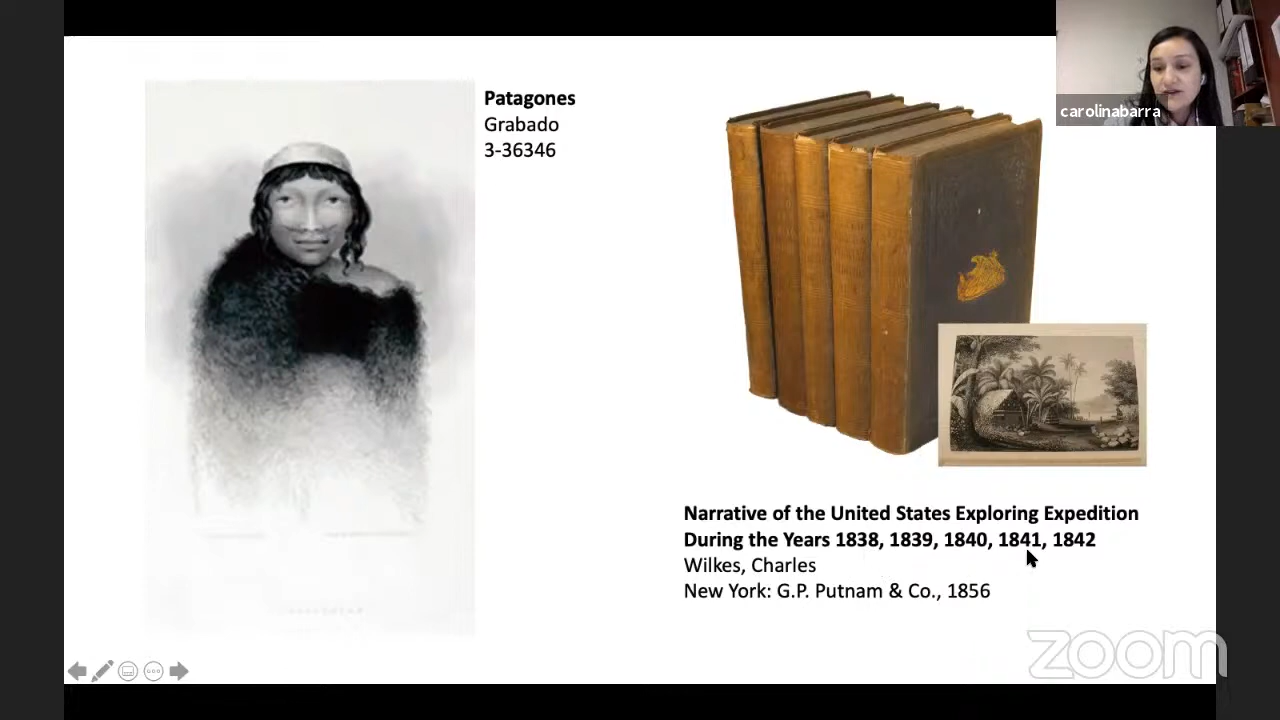 Patagones
Grabado
3-36346
carolinabarra
Narrative of the United States Exploring Expedition
During the Years 1838, 1839, 1840, 1841, 1842
Wilkes, Charles
New York: G.P. Putnam & Co., 1856
zoom